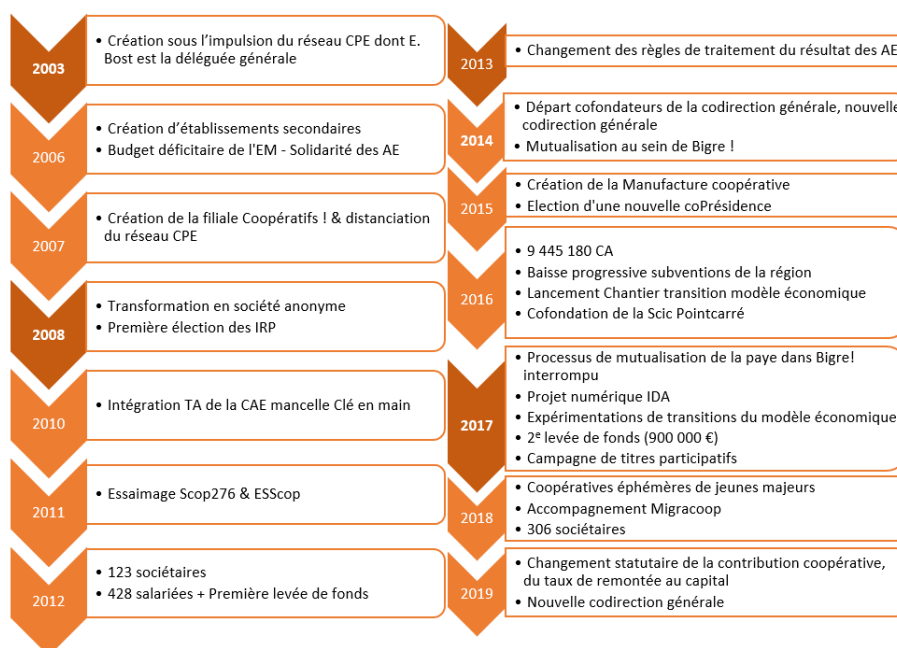 2003
• Création sous l'impulsion du réseau CPE dont E.
Bost est la déléguée générale
2006
• Création d'établissements secondaires
• Budget déficitaire de l'EM - Solidarité des AE
2007
• Création de la filiale Coopératifs ! & distanciation
du réseau CPE
2008
• Transformation en société anonyme
• Première élection des IRP
2010
• Intégration TA de la CAE mancelle Clé en main
2011
• Essaimage Scop276 & ESScop
2012
• 123 sociétaires
• 428 salariées + Première levée de fonds
2013
• Changement des règles de traitement du résultat des AE
2014
• Départ cofondateurs de la codirection générale, nouvelle
codirection générale
• Mutualisation au sein de Bigre !
2015
• Création de la Manufacture coopérative
• Election d'une nouvelle coPrésidence
2016
• 9 445 180 CA
• Baisse progressive subventions de la région
• Lancement Chantier transition modèle économique
• Cofondation de la Scic Pointcarré
2017
• Processus de mutualisation de la paye dans Bigre!
interrompu
• Projet numérique IDA
• Expérimentations de transitions du modèle économique
• 2e levée de fonds (900 000 €)
• Campagne de titres participatifs
2018
• Coopératives éphémères de jeunes majeurs
• Accompagnement Migracoop
• 306 sociétaires
2019
• Changement statutaire de la contribution coopérative,
du taux de remontée au capital
• Nouvelle codirection générale